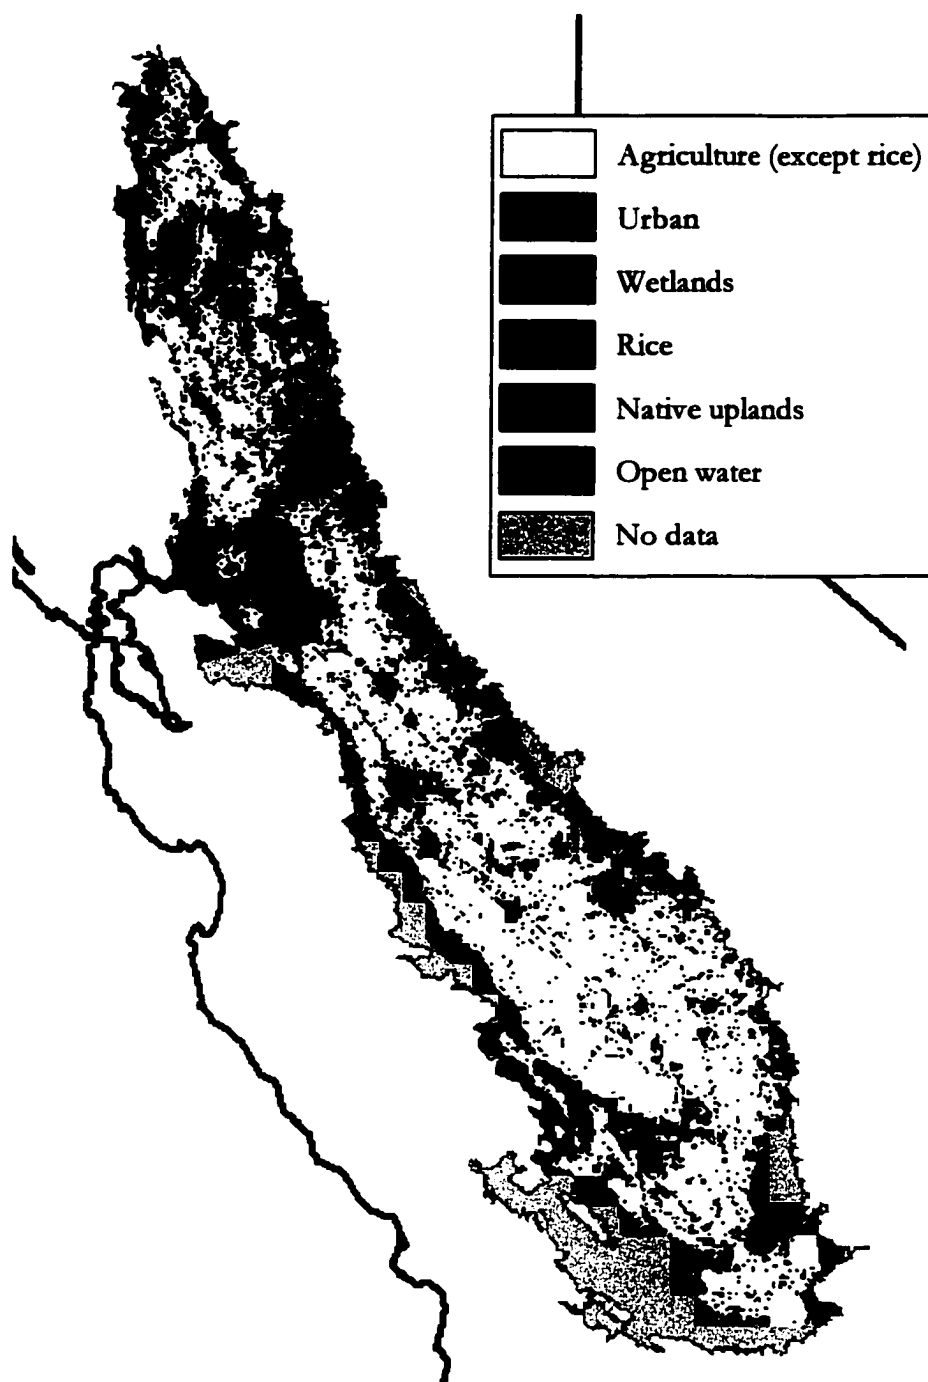 Agriculture (except rice)
Urban
Wetlands
Rice
Native uplands
Open water
No data